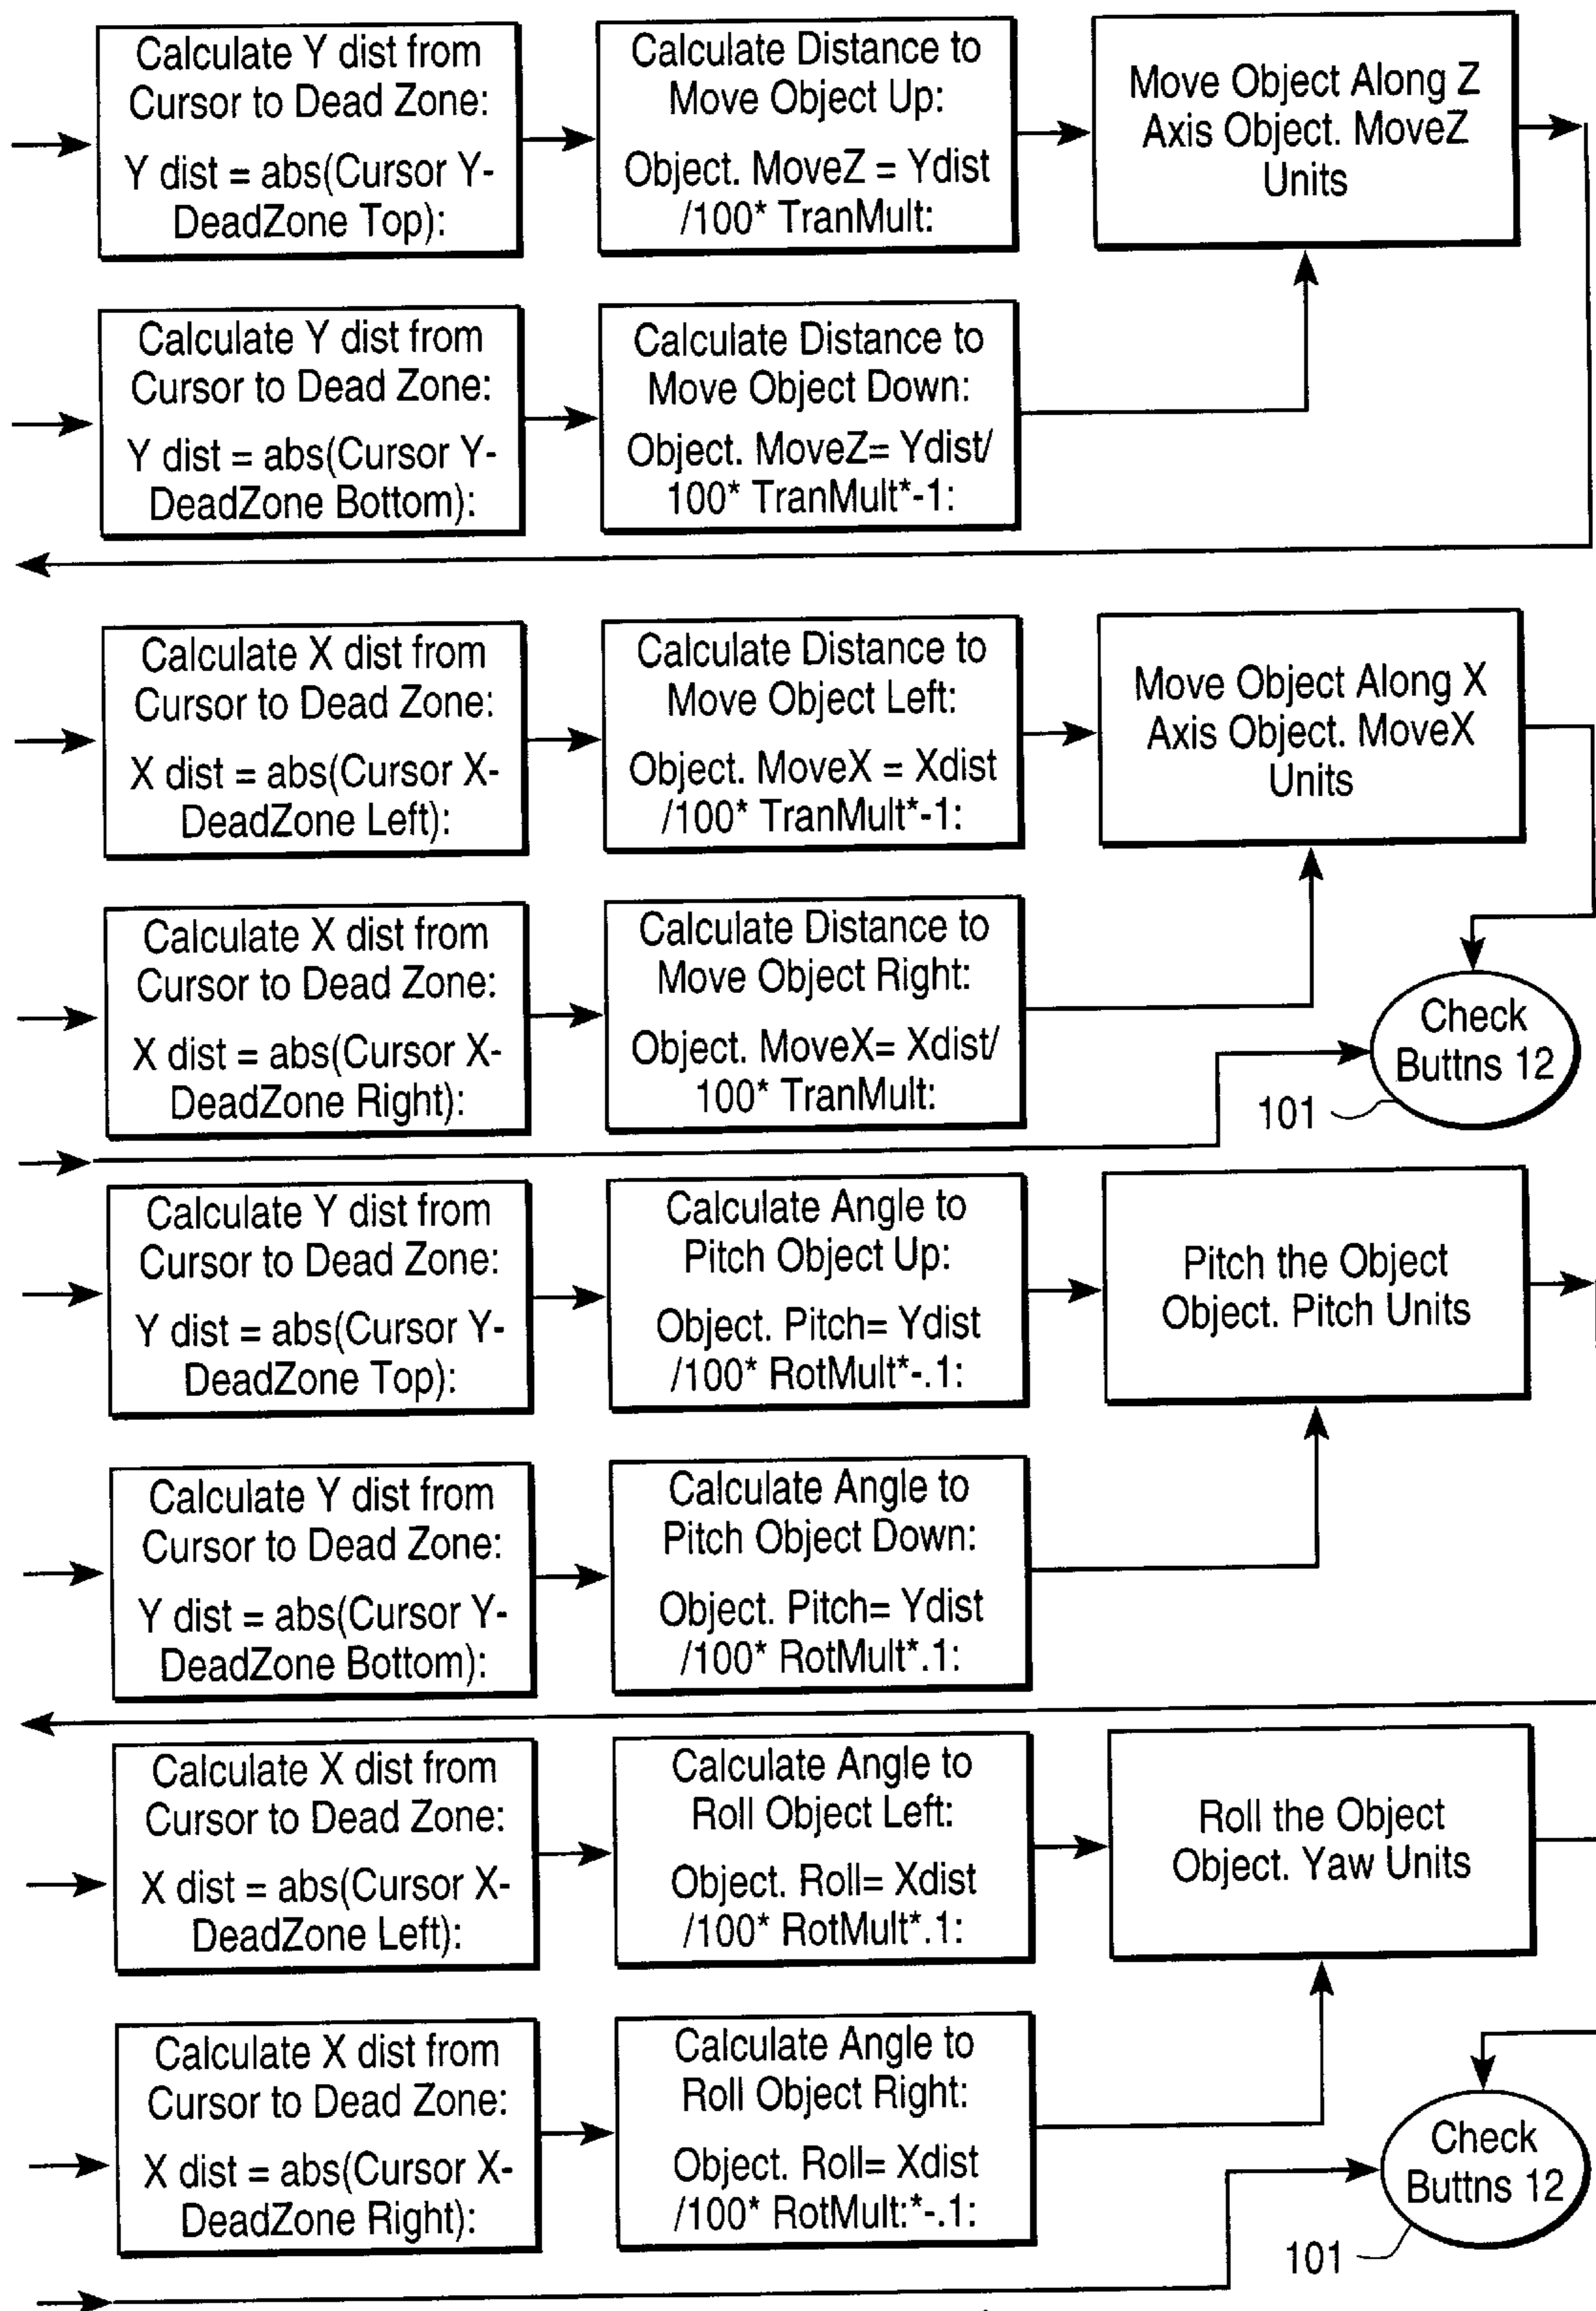 Calculate Y dist from
Cursor to Dead Zone:
Y dist = abs(Cursor Y-
DeadZone Top):
Calculate Distance to
Move Object Up:
Object. MoveZ = Ydist
/100* TranMult:
Move Object Along Z
Axis Object. MoveZ
Units
Calculate Y dist from
Cursor to Dead Zone:
Y dist = abs(Cursor Y-
DeadZone Bottom):
Calculate Distance to
Move Object Down:
Object. MoveZ= Ydist/
100* TranMult*-1:
Calculate X dist from
Cursor to Dead Zone:
X dist = abs(Cursor X-
DeadZone Left):
Calculate Distance to
Move Object Left:
Object. MoveX = Xdist
/100* TranMult*-1:
Move Object Along X
Axis Object. MoveX
Units
Calculate X dist from
Cursor to Dead Zone:
X dist = abs(Cursor X-
DeadZone Right):
Calculate Distance to
Move Object Right:
Object. MoveX= Xdist/
100* TranMult:
Check
Buttns 12
101
Calculate Y dist from
Cursor to Dead Zone:
Y dist = abs(Cursor Y-
DeadZone Top):
Calculate Angle to
Pitch Object Up:
Object. Pitch= Ydist
/100* RotMult*-.1:
Pitch the Object
Object. Pitch Units
Calculate Y dist from
Cursor to Dead Zone:
Y dist = abs(Cursor Y-
DeadZone Bottom):
Calculate Angle to
Pitch Object Down:
Object. Pitch= Ydist
/100* RotMult*.1:
Calculate X dist from
Cursor to Dead Zone:
X dist = abs(Cursor X-
DeadZone Left):
Calculate Angle to
Roll Object Left:
Object. Roll= Xdist
/100* RotMult*.1:
Roll the Object
Object. Yaw Units
Calculate X dist from
Cursor to Dead Zone:
X dist = abs(Cursor X-
DeadZone Right):
Calculate Angle to
Roll Object Right:
Object. Roll= Xdist
/100* RotMult:*-.1:
Check
Buttns 12
101